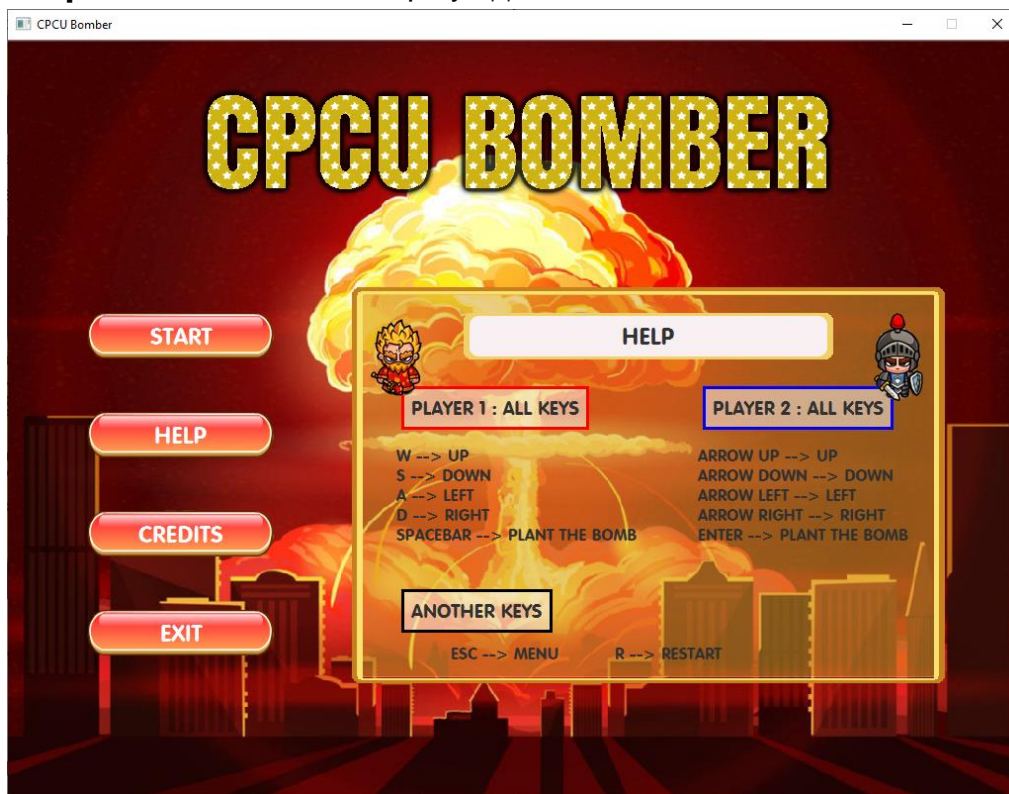 CPCU Bomber
CPCU BOMBER
START
HELP
CREDITS
EXIT
HELP
PLAYER 1 : ALL KEYS
W --> UP
S --> DOWN
A --> LEFT
D --> RIGHT
SPACEBAR --> PLANT THE BOMB
PLAYER 2 : ALL KEYS
ARROW UP --> UP
ARROW DOWN --> DOWN
ARROW LEFT --> LEFT
ARROW RIGHT --> RIGHT
ENTER --> PLANT THE BOMB
ANOTHER KEYS
ESC --> MENU R --> RESTART